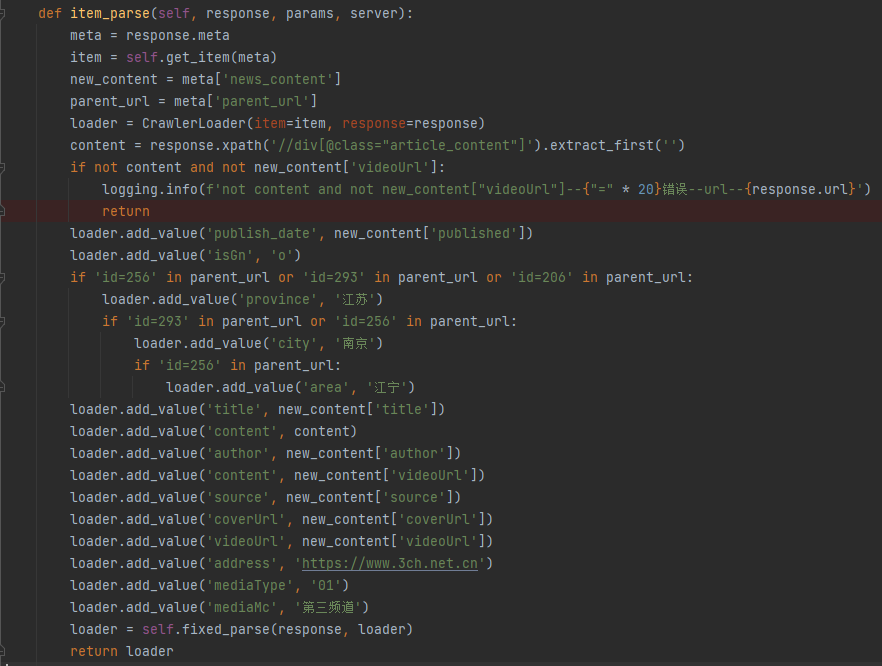 def item_parse(self, response, params, server):
    meta = response.meta
    item = self.get_item(meta)
    new_content = meta['news_content']
    parent_url = meta['parent_url']
    loader = CrawlerLoader(item=item, response=response)
    content = response.xpath('//div[@class="article_content"]').extract_first('')
    if not content and not new_content['videoUrl']:
        logging.info(f'not content and not new_content["videoUrl"]--{"=" * 20}错误--url--{response.url}')
        return
    loader.add_value('publish_date', new_content['published'])
    loader.add_value('isGn', 'o')
    if 'id=256' in parent_url or 'id=293' in parent_url or 'id=206' in parent_url:
        loader.add_value('province', '江苏')
        if 'id=293' in parent_url or 'id=256' in parent_url:
            loader.add_value('city', '南京')
            if 'id=256' in parent_url:
                loader.add_value('area', '江宁')
    loader.add_value('title', new_content['title'])
    loader.add_value('content', content)
    loader.add_value('author', new_content['author'])
    loader.add_value('content', new_content['videoUrl'])
    loader.add_value('source', new_content['source'])
    loader.add_value('coverUrl', new_content['coverUrl'])
    loader.add_value('videoUrl', new_content['videoUrl'])
    loader.add_value('address', 'https://www.3ch.net.cn')
    loader.add_value('mediaType', '01')
    loader.add_value('mediaMc', '第三频道')
    loader = self.fixed_parse(response, loader)
    return loader